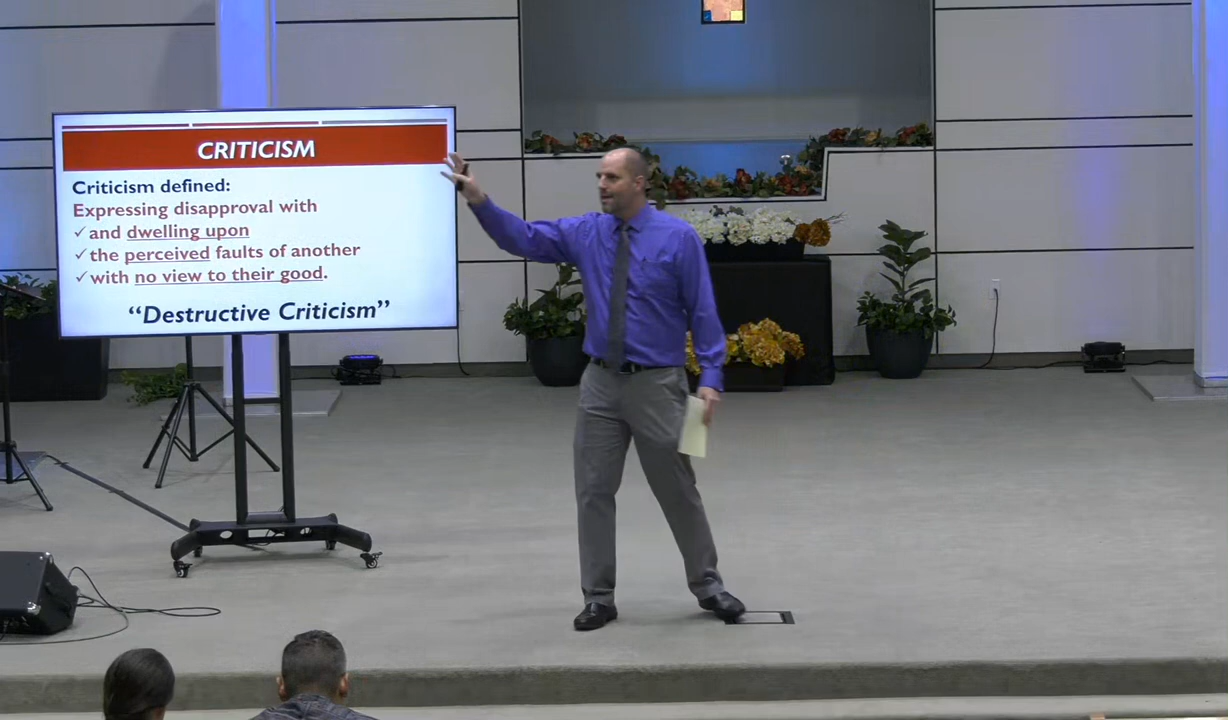 CRITICISM
Criticism defined:
Expressing disapproval with
✓and dwelling upon
✓the perceived faults of another
✓with no view to their good.
“Destructive Criticism”